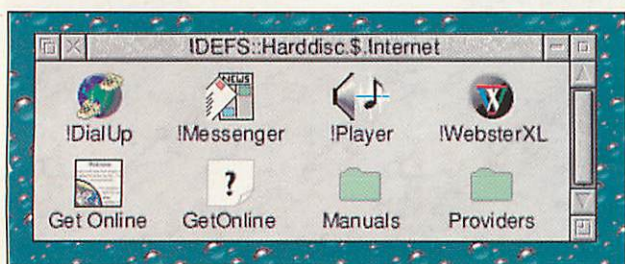 IDEFS::Harddisc.$.Internet
!DialUp !Messenger !Player !WebsterXL
Get Online GetOnline Manuals Providers